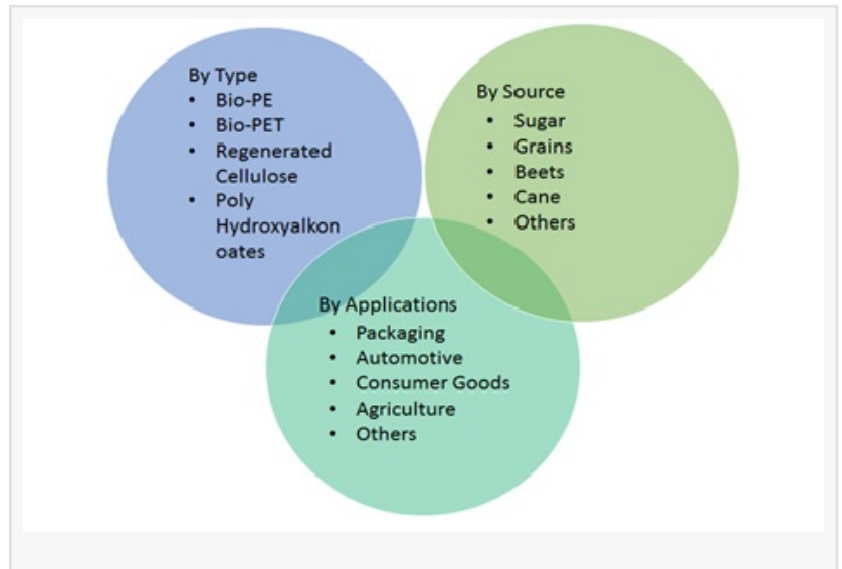 By Type
• Bio-PE
• Bio-PET
• Regenerated
Cellulose
• Poly
Hydroxyalkon
oates
By Source
• Sugar
• Grains
• Beets
• Cane
• Others
By Applications
• Packaging
• Automotive
• Consumer Goods
• Agriculture
• Others